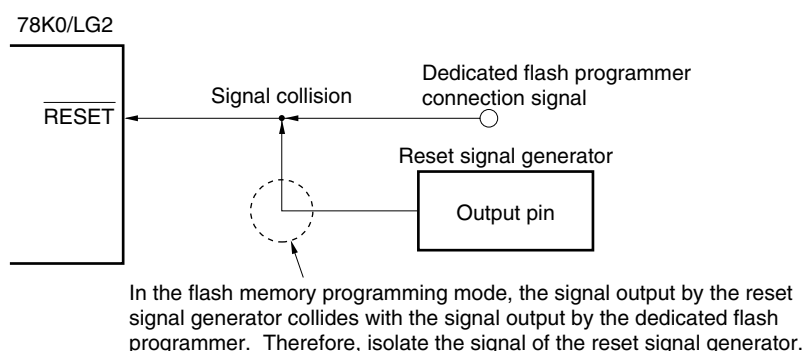 78K0/LG2
Dedicated flash programmer
connection signal
Signal collision
RESET
Reset signal generator
Output pin
In the flash memory programming mode, the signal output by the reset
signal generator collides with the signal output by the dedicated flash
programmer.  Therefore, isolate the signal of the reset signal generator.